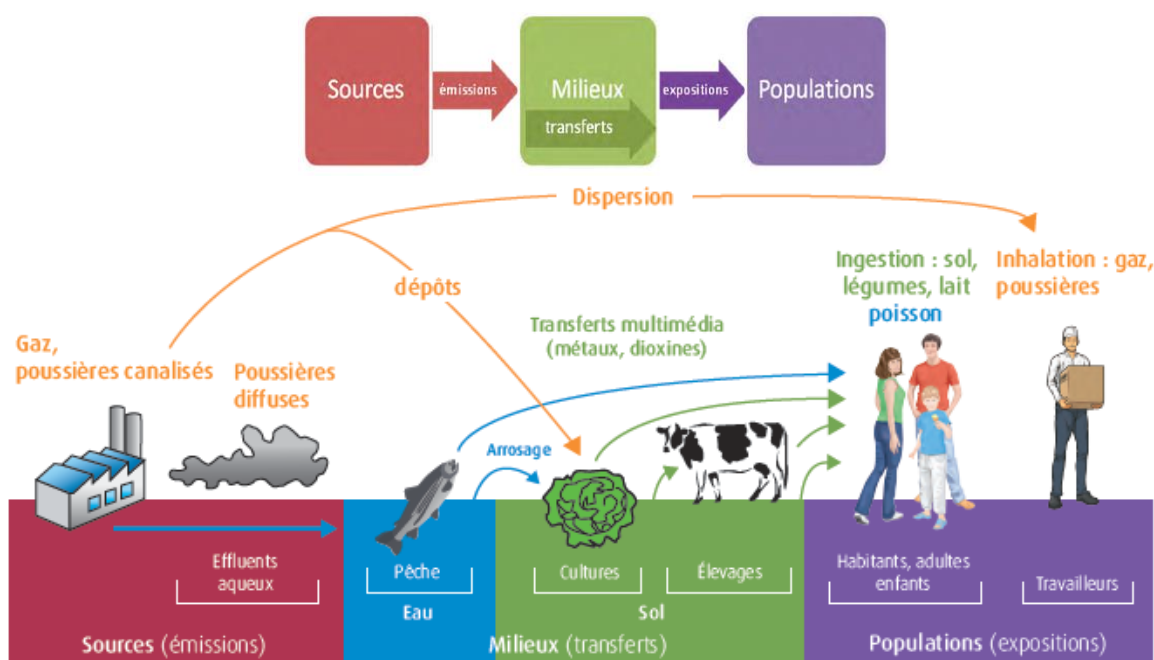 Sources
émissions
Milieux
transferts
expositions
Populations
Dispersion
dépôts
Ingestion : sol,
légumes, lait
poisson
Inhalation : gaz,
poussières
Transferts multimédia
(métaux, dioxines)
Gaz,
poussières canalisés
Poussières
diffuses
Arrosage
Effluents
aqueux
Pêche
Cultures
Élevages
Habitants, adultes
enfants
Travailleurs
Eau
Sol
Sources (émissions)
Milieux (transferts)
Populations (expositions)